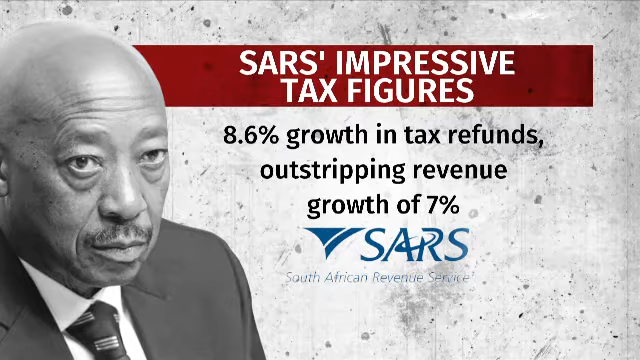 SARS' IMPRESSIVE
TAX FIGURES
8.6% growth in tax refunds,
outstripping revenue
growth of 7%
SARS
South African Revenue Service